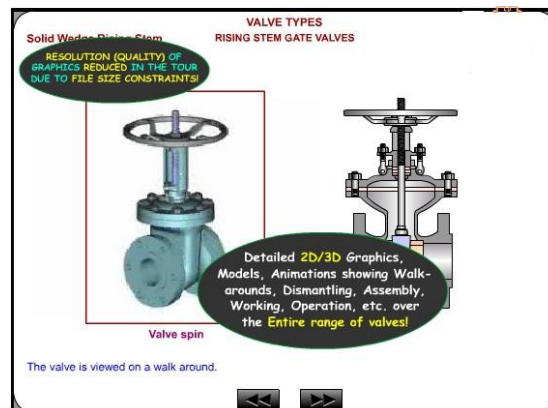 VALVE TYPES
Solid Wedge Rising Stem
RISING STEM GATE VALVES
RESOLUTION (QUALITY) OF
GRAPHICS REDUCED IN THE TOUR
DUE TO FILE SIZE CONSTRAINTS!
Detailed 2D/3D Graphics,
Models, Animations showing Walk-
arounds, Dismantling, Assembly,
Working, Operation, etc. over
the Entire range of valves!
Valve spin
The valve is viewed on a walk around.